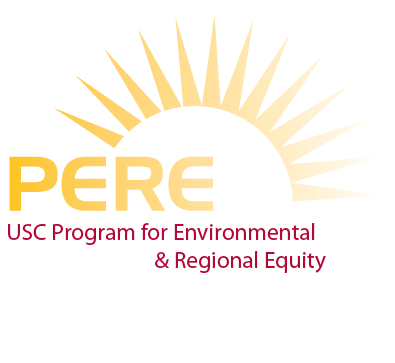 PERE
USC Program for Environmental
& Regional Equity